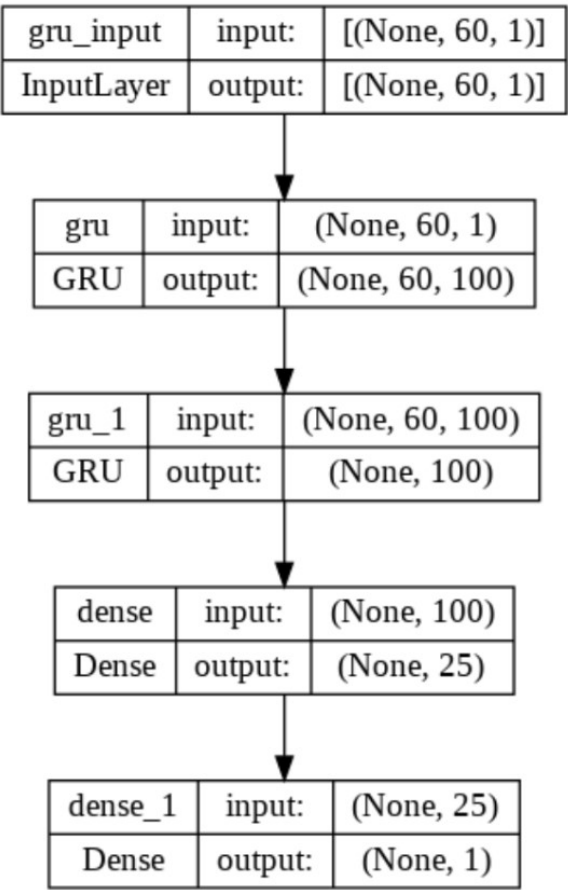 gru_input input: [(None, 60, 1)]
InputLayer output: [(None, 60, 1)]
gru input: (None, 60, 1)
GRU output: (None, 60, 100)
gru_1 input: (None, 60, 100)
GRU output: (None, 100)
dense input: (None, 100)
Dense output: (None, 25)
dense_1 input: (None, 25)
Dense output: (None, 1)